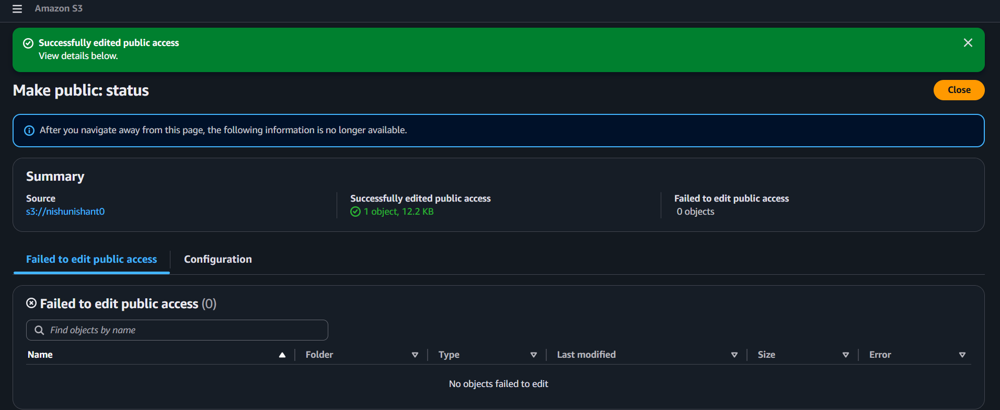 Amazon S3
Successfully edited public access
View details below.
Make public: status
Close
After you navigate away from this page, the following information is no longer available.
Summary
Source
s3://nishunishant0
Successfully edited public access
1 object, 12.2 KB
Failed to edit public access
0 objects
Failed to edit public access
Configuration
Failed to edit public access (0)
Find objects by name
Name Folder Type Last modified Size Error
No objects failed to edit